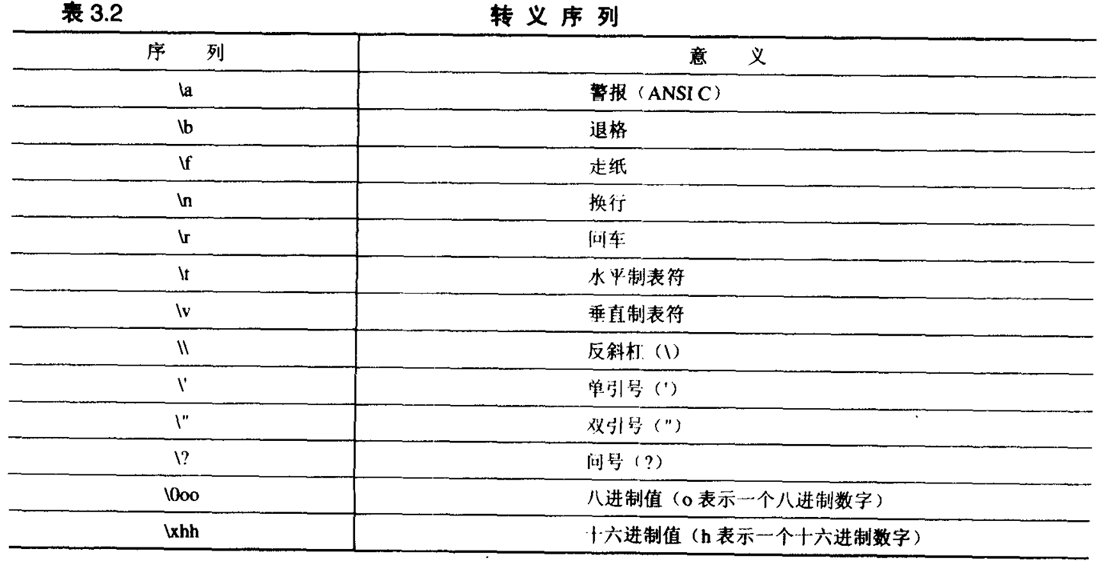 表 3.2 转 义 序 列
序 列 意 义
\a 警报（ANSI C）
\b 退格
\f 走纸
\n 换行
\r 回车
\t 水平制表符
\v 垂直制表符
\\ 反斜杠（\）
\' 单引号（'）
\" 双引号（"）
\? 问号（?）
\0oo 八进制值（o 表示一个八进制数字）
\xhh 十六进制值（h 表示一个十六进制数字）